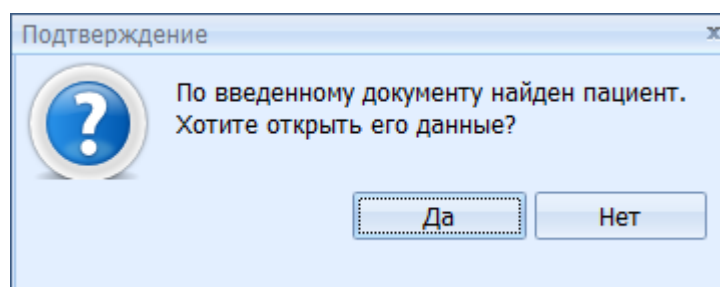 Подтверждение
По введенному документу найден пациент.
Хотите открыть его данные?
Да
Нет